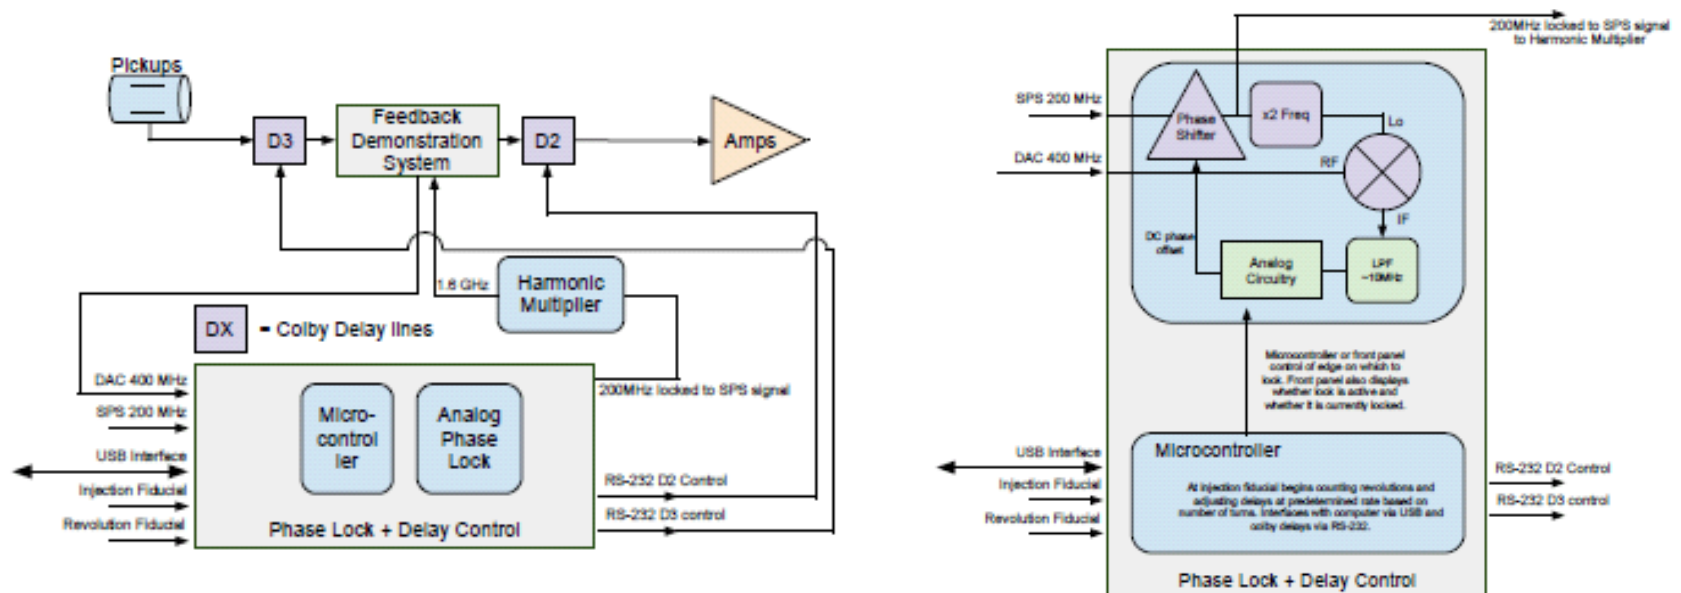 Pickups
D3
Feedback
Demonstration
System
D2
Amps
1.6 GHz
Harmonic
Multiplier
DX
= Colby Delay lines
DAC 400 MHz
SPS 200 MHz
USB Interface
Injection Fiducial
Revolution Fiducial
Micro-
control
ler
Analog
Phase
Lock
200MHz locked to SPS signal
RS-232 D2 Control
RS-232 D3 control
Phase Lock + Delay Control
200MHz locked to SPS signal
to Harmonic Multiplier
SPS 200 MHz
DAC 400 MHz
Phase
Shifter
x2 Freq
Lo
RF
IF
DC phase
offset
Analog
Circuitry
LPF
~10MHz
Microcontroller or front panel
control of edge on which to
lock. Front panel also displays
whether lock is active and
whether it is currently locked.
USB Interface
Injection Fiducial
Revolution Fiducial
Microcontroller
At injection fiducial begins counting revolutions and
adjusting delays at predetermined rate based on
number of turns. Interfaces with computer via USB and
colby delays via RS-232.
RS-232 D2 Control
RS-232 D3 control
Phase Lock + Delay Control